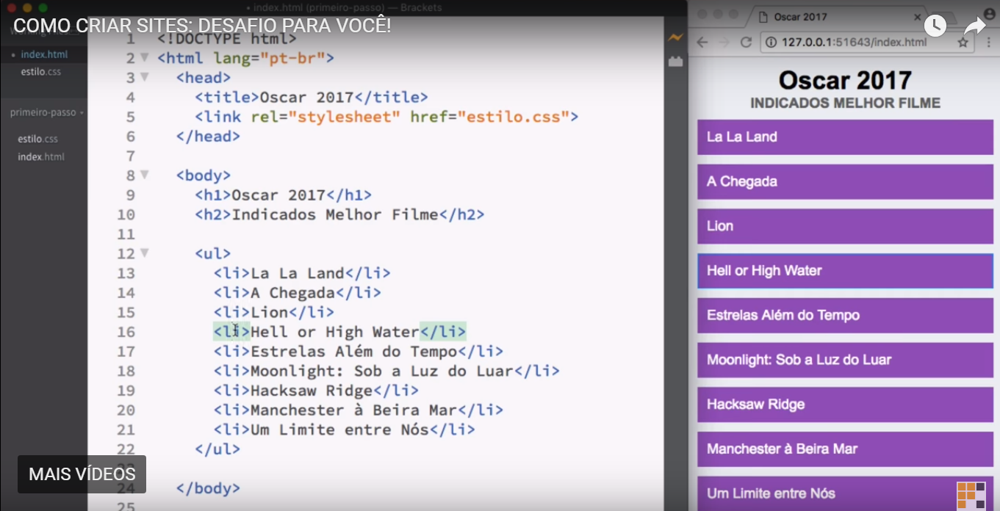 • index.html (primeiro-passo) — Brackets
COMO CRIAR SITES: DESAFIO PARA VOCÊ!
Working Files
• index.html
estilo.css
primeiro-passo
estilo.css
index.html
1 <!DOCTYPE html>
2 <html lang="pt-br">
3 <head>
4 <title>Oscar 2017</title>
5 <link rel="stylesheet" href="estilo.css">
6 </head>
7
8 <body>
9 <h1>Oscar 2017</h1>
10 <h2>Indicados Melhor Filme</h2>
11
12 <ul>
13 <li>La La Land</li>
14 <li>A Chegada</li>
15 <li>Lion</li>
16 <li>Hell or High Water</li>
17 <li>Estrelas Além do Tempo</li>
18 <li>Moonlight: Sob a Luz do Luar</li>
19 <li>Hacksaw Ridge</li>
20 <li>Manchester à Beira Mar</li>
21 <li>Um Limite entre Nós</li>
22 </ul>
23
24 </body>
25
MAIS VÍDEOS
Oscar 2017
127.0.0.1:51643/index.html
Oscar 2017
INDICADOS MELHOR FILME
La La Land
A Chegada
Lion
Hell or High Water
Estrelas Além do Tempo
Moonlight: Sob a Luz do Luar
Hacksaw Ridge
Manchester à Beira Mar
Um Limite entre Nós